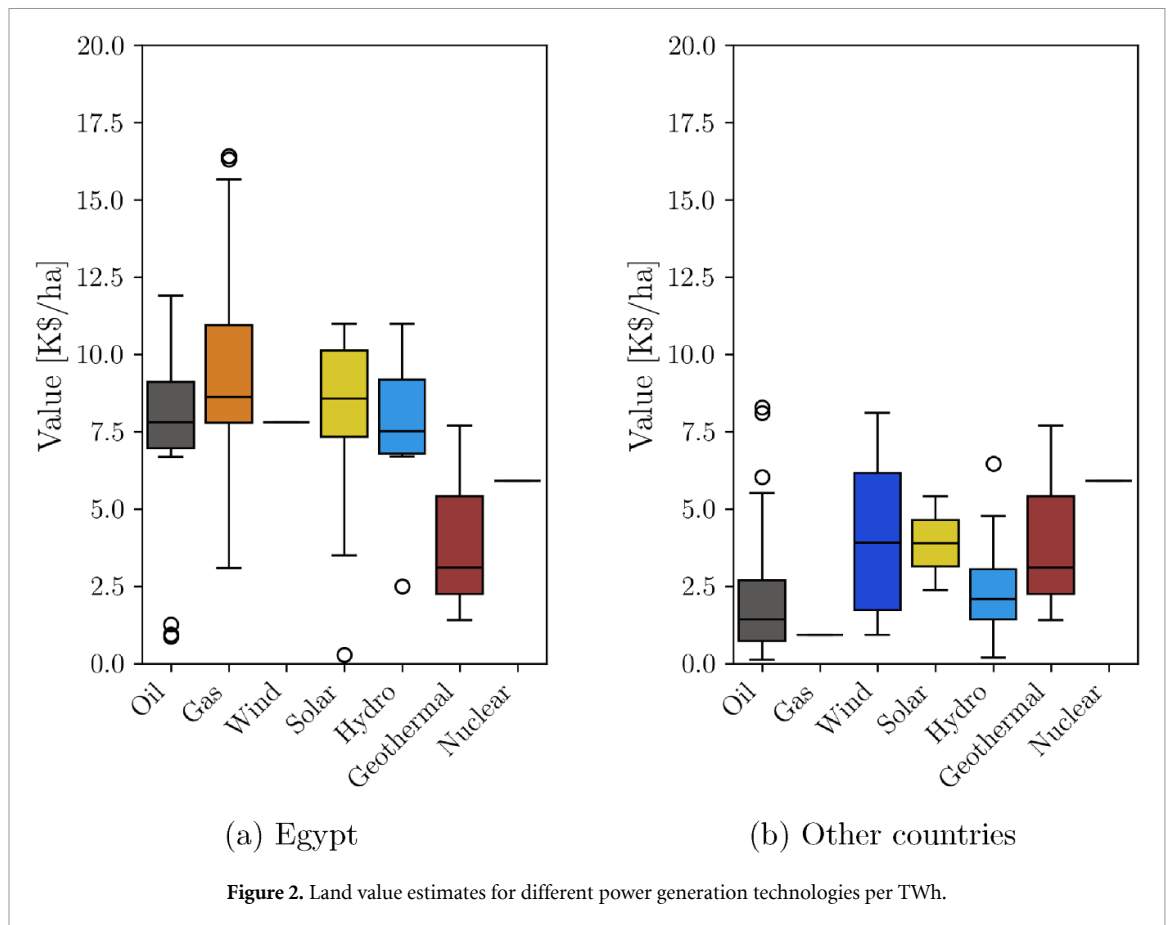 20.0
17.5
15.0
12.5
10.0
7.5
5.0
2.5
0.0
Value [K$/ha]
Oil
Gas
Wind
Solar
Hydro
Geothermal
Nuclear
(a) Egypt
20.0
17.5
15.0
12.5
10.0
7.5
5.0
2.5
0.0
Value [K$/ha]
Oil
Gas
Wind
Solar
Hydro
Geothermal
Nuclear
(b) Other countries
Figure 2. Land value estimates for different power generation technologies per TWh.